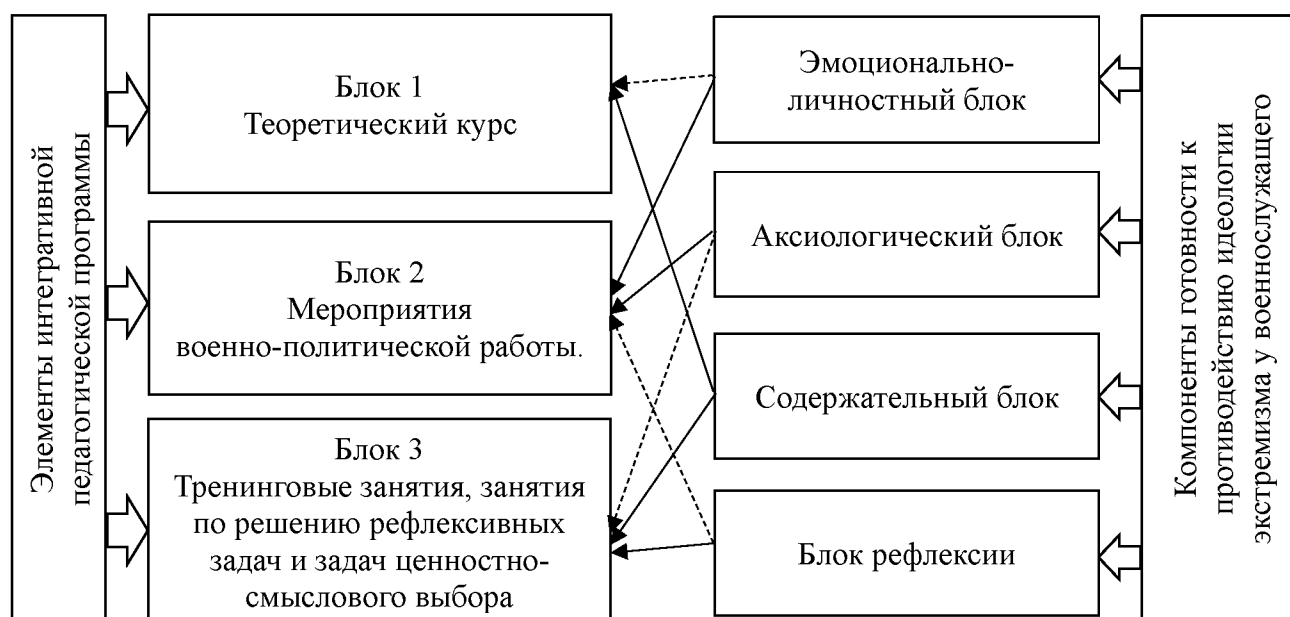 Элементы интегративной
педагогической программы
Блок 1
Теоретический курс
Блок 2
Мероприятия
военно-политической работы.
Блок 3
Тренинговые занятия, занятия
по решению рефлексивных
задач и задач ценностно-
смыслового выбора
Эмоционально-
личностный блок
Аксиологический блок
Содержательный блок
Блок рефлексии
Компоненты готовности к
противодействию идеологии
экстремизма у военнослужащего